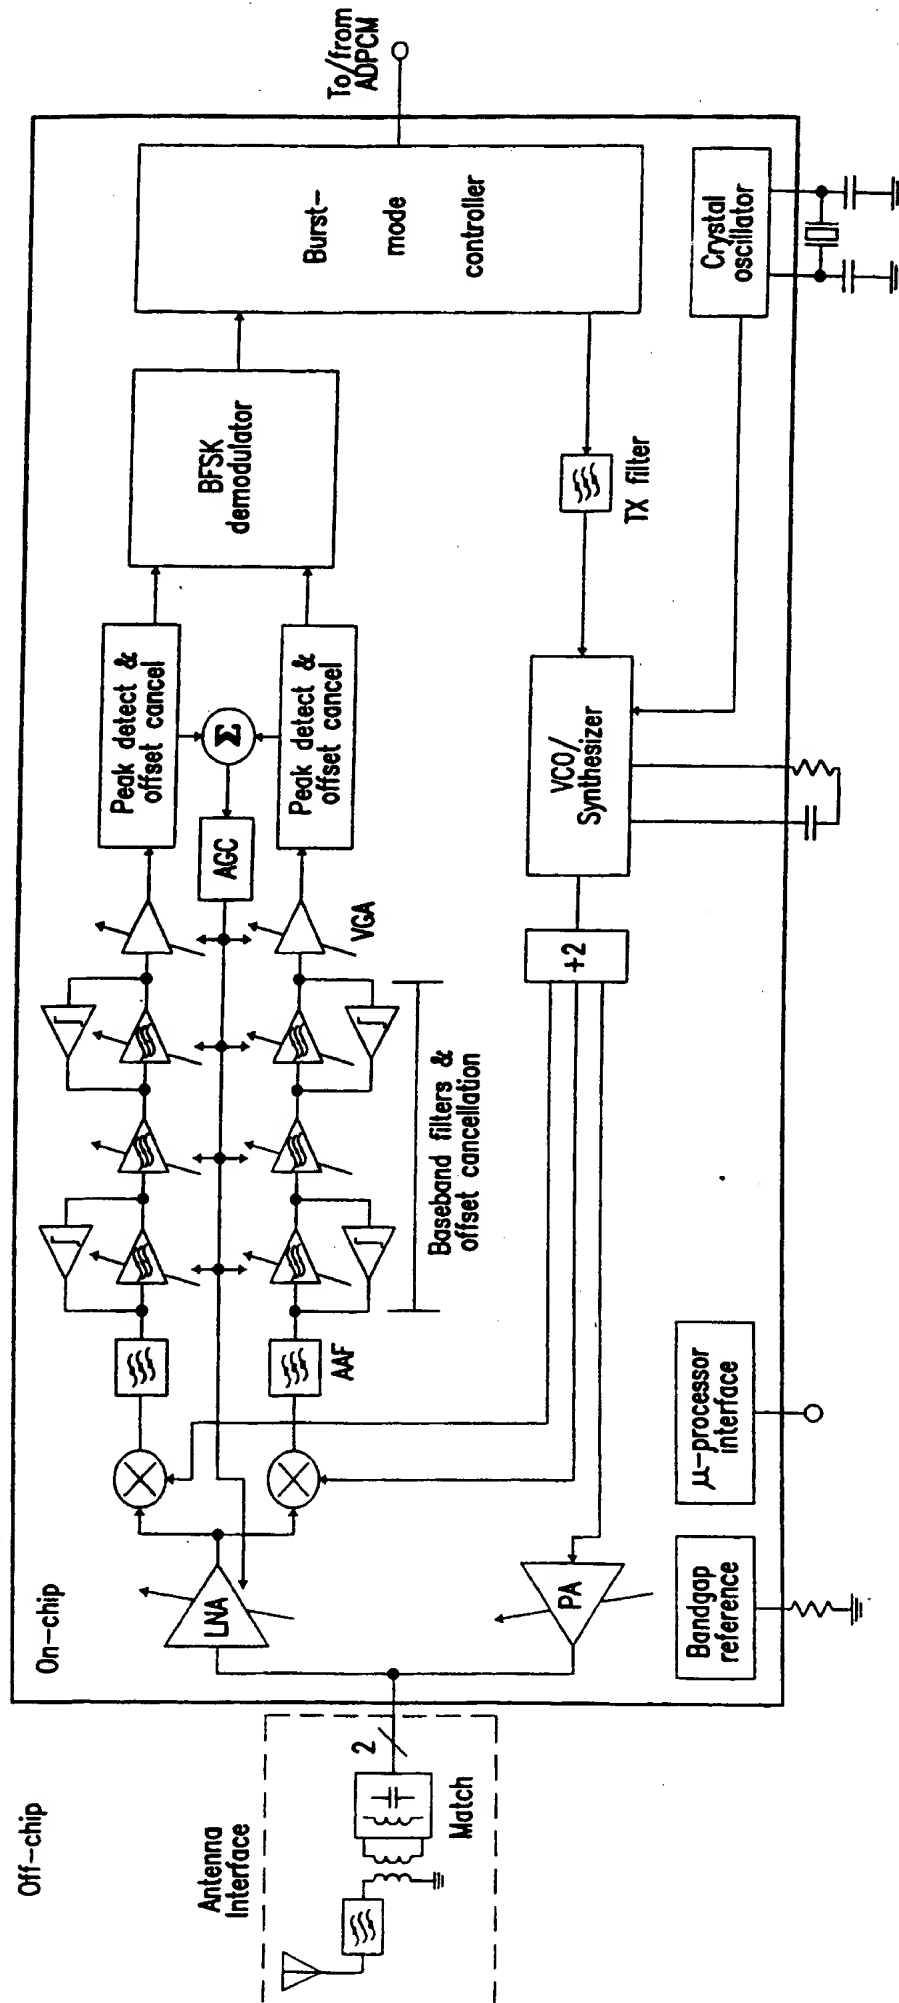 Off-chip
On-chip
Antenna
Interface
2
Match
LNA
PA
Bandgap
reference
μ-processor
interface
AAF
Baseband filters &
offset cancellation
VGA
AGC
Σ
Peak detect &
offset cancel
Peak detect &
offset cancel
BFSK
demodulator
Burst-
mode
controller
To/from
ADPCM
TX filter
VCO/
Synthesizer
÷2
Crystal
oscillator